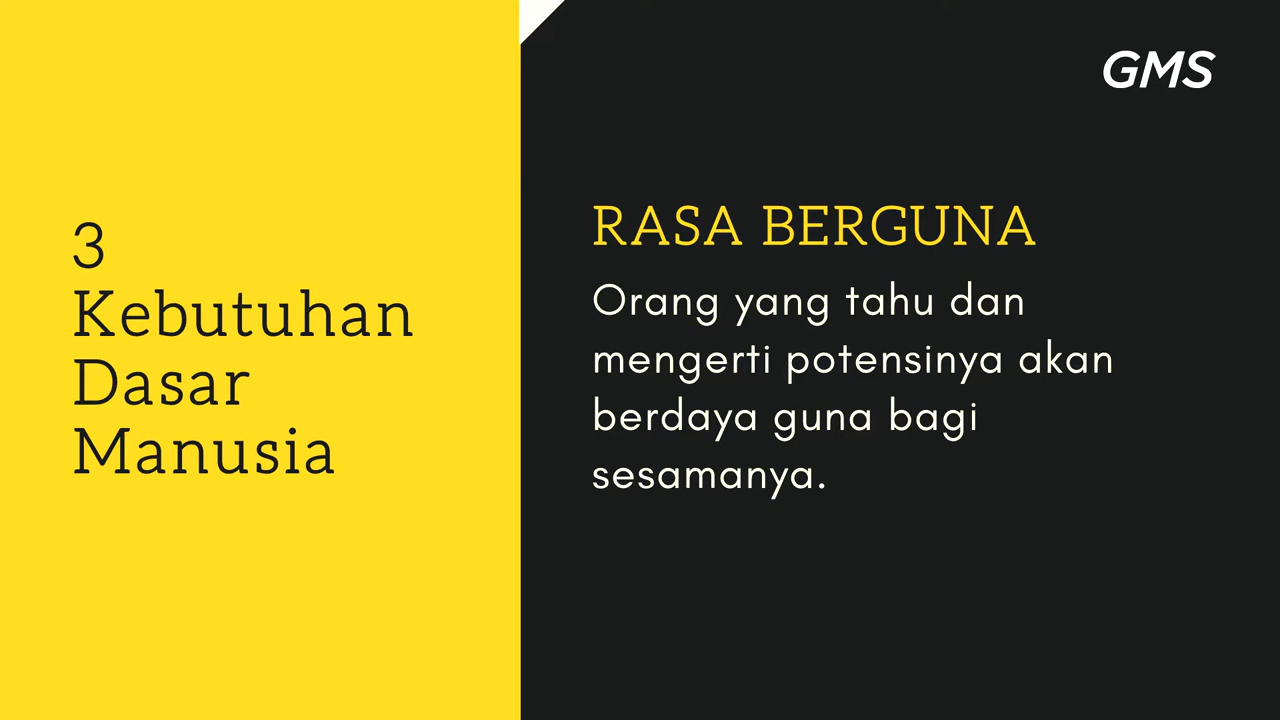 3
Kebutuhan
Dasar
Manusia
GMS
RASA BERGUNA
Orang yang tahu dan
mengerti potensinya akan
berdaya guna bagi
sesamanya.